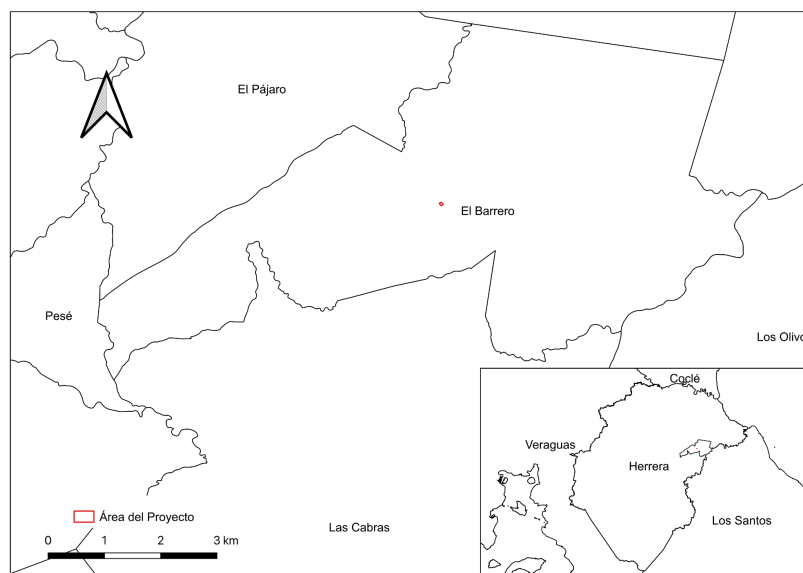 El Pájaro
El Barrero
Pesé
Los Olivo
Coclé
Veraguas
Herrera
Los Santos
Área del Proyecto
Las Cabras
0 1 2 3 km